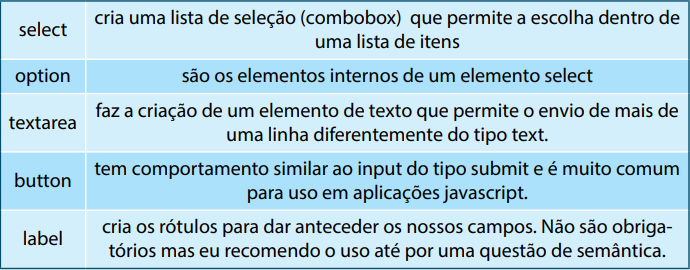 select
cria uma lista de seleção (combobox) que permite a escolha dentro de
uma lista de itens
option
são os elementos internos de um elemento select
textarea
faz a criação de um elemento de texto que permite o envio de mais de
uma linha diferentemente do tipo text.
button
tem comportamento similar ao input do tipo submit e é muito comum
para uso em aplicações javascript.
label
cria os rótulos para dar anteceder os nossos campos. Não são obriga-
tórios mas eu recomendo o uso até por uma questão de semântica.